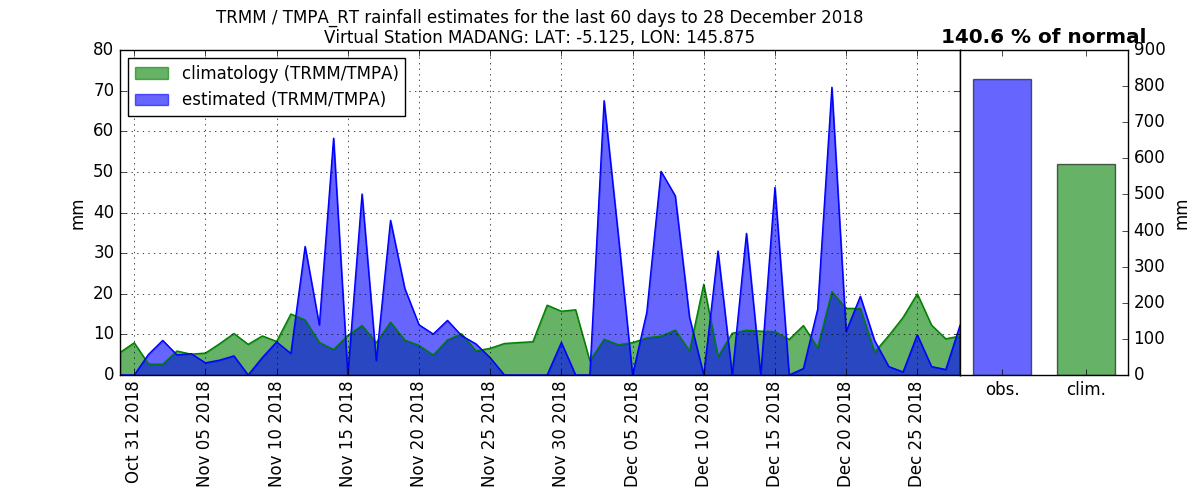 TRMM / TMPA_RT rainfall estimates for the last 60 days to 28 December 2018
Virtual Station MADANG: LAT: -5.125, LON: 145.875
140.6 % of normal
climatology (TRMM/TMPA)
estimated (TRMM/TMPA)
mm
80
70
60
50
40
30
20
10
0
Oct 31 2018
Nov 05 2018
Nov 10 2018
Nov 15 2018
Nov 20 2018
Nov 25 2018
Nov 30 2018
Dec 05 2018
Dec 10 2018
Dec 15 2018
Dec 20 2018
Dec 25 2018
obs.
clim.
900
800
700
600
500
400
300
200
100
0
mm